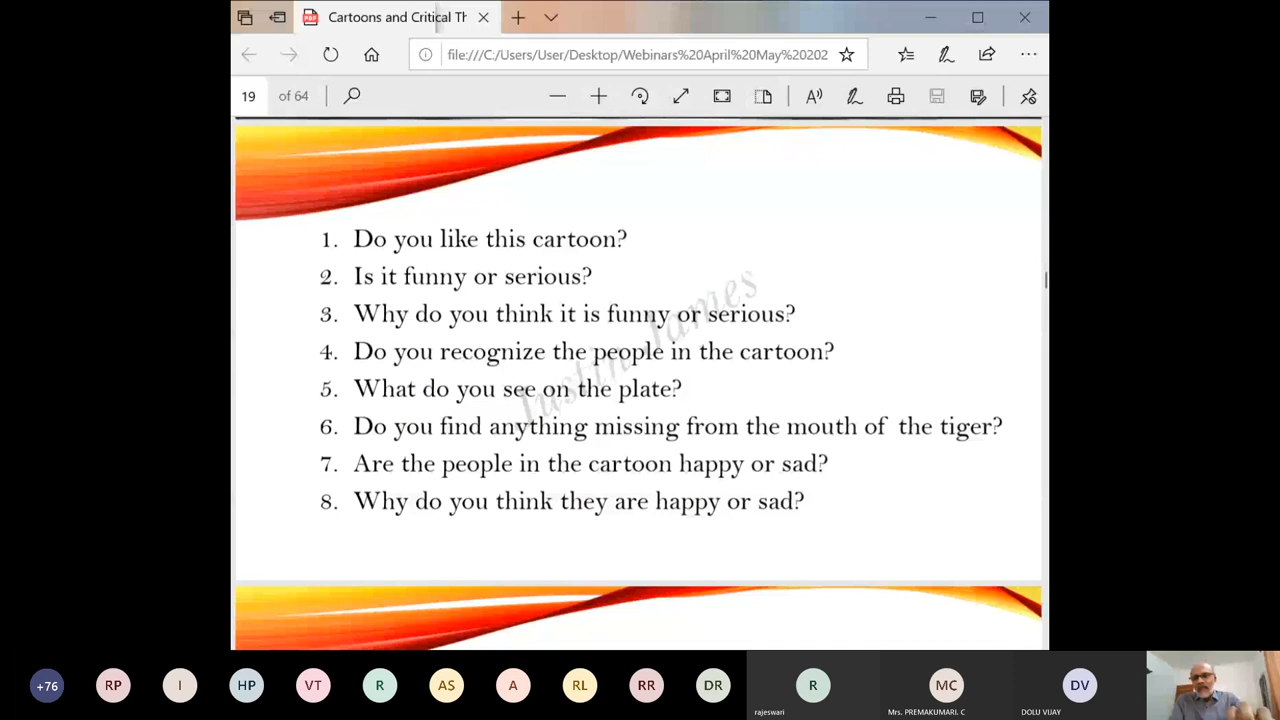 Cartoons and Critical Th
file:///C:/Users/User/Desktop/Webinars%20April%20May%20202
19 of 64
1. Do you like this cartoon?
2. Is it funny or serious?
3. Why do you think it is funny or serious?
4. Do you recognize the people in the cartoon?
5. What do you see on the plate?
6. Do you find anything missing from the mouth of the tiger?
7. Are the people in the cartoon happy or sad?
8. Why do you think they are happy or sad?
Justin James
+76 RP I HP VT R AS A RL RR DR R MC DV
rajeswari Mrs. PREMAKUMARI. C DOLU VIJAY